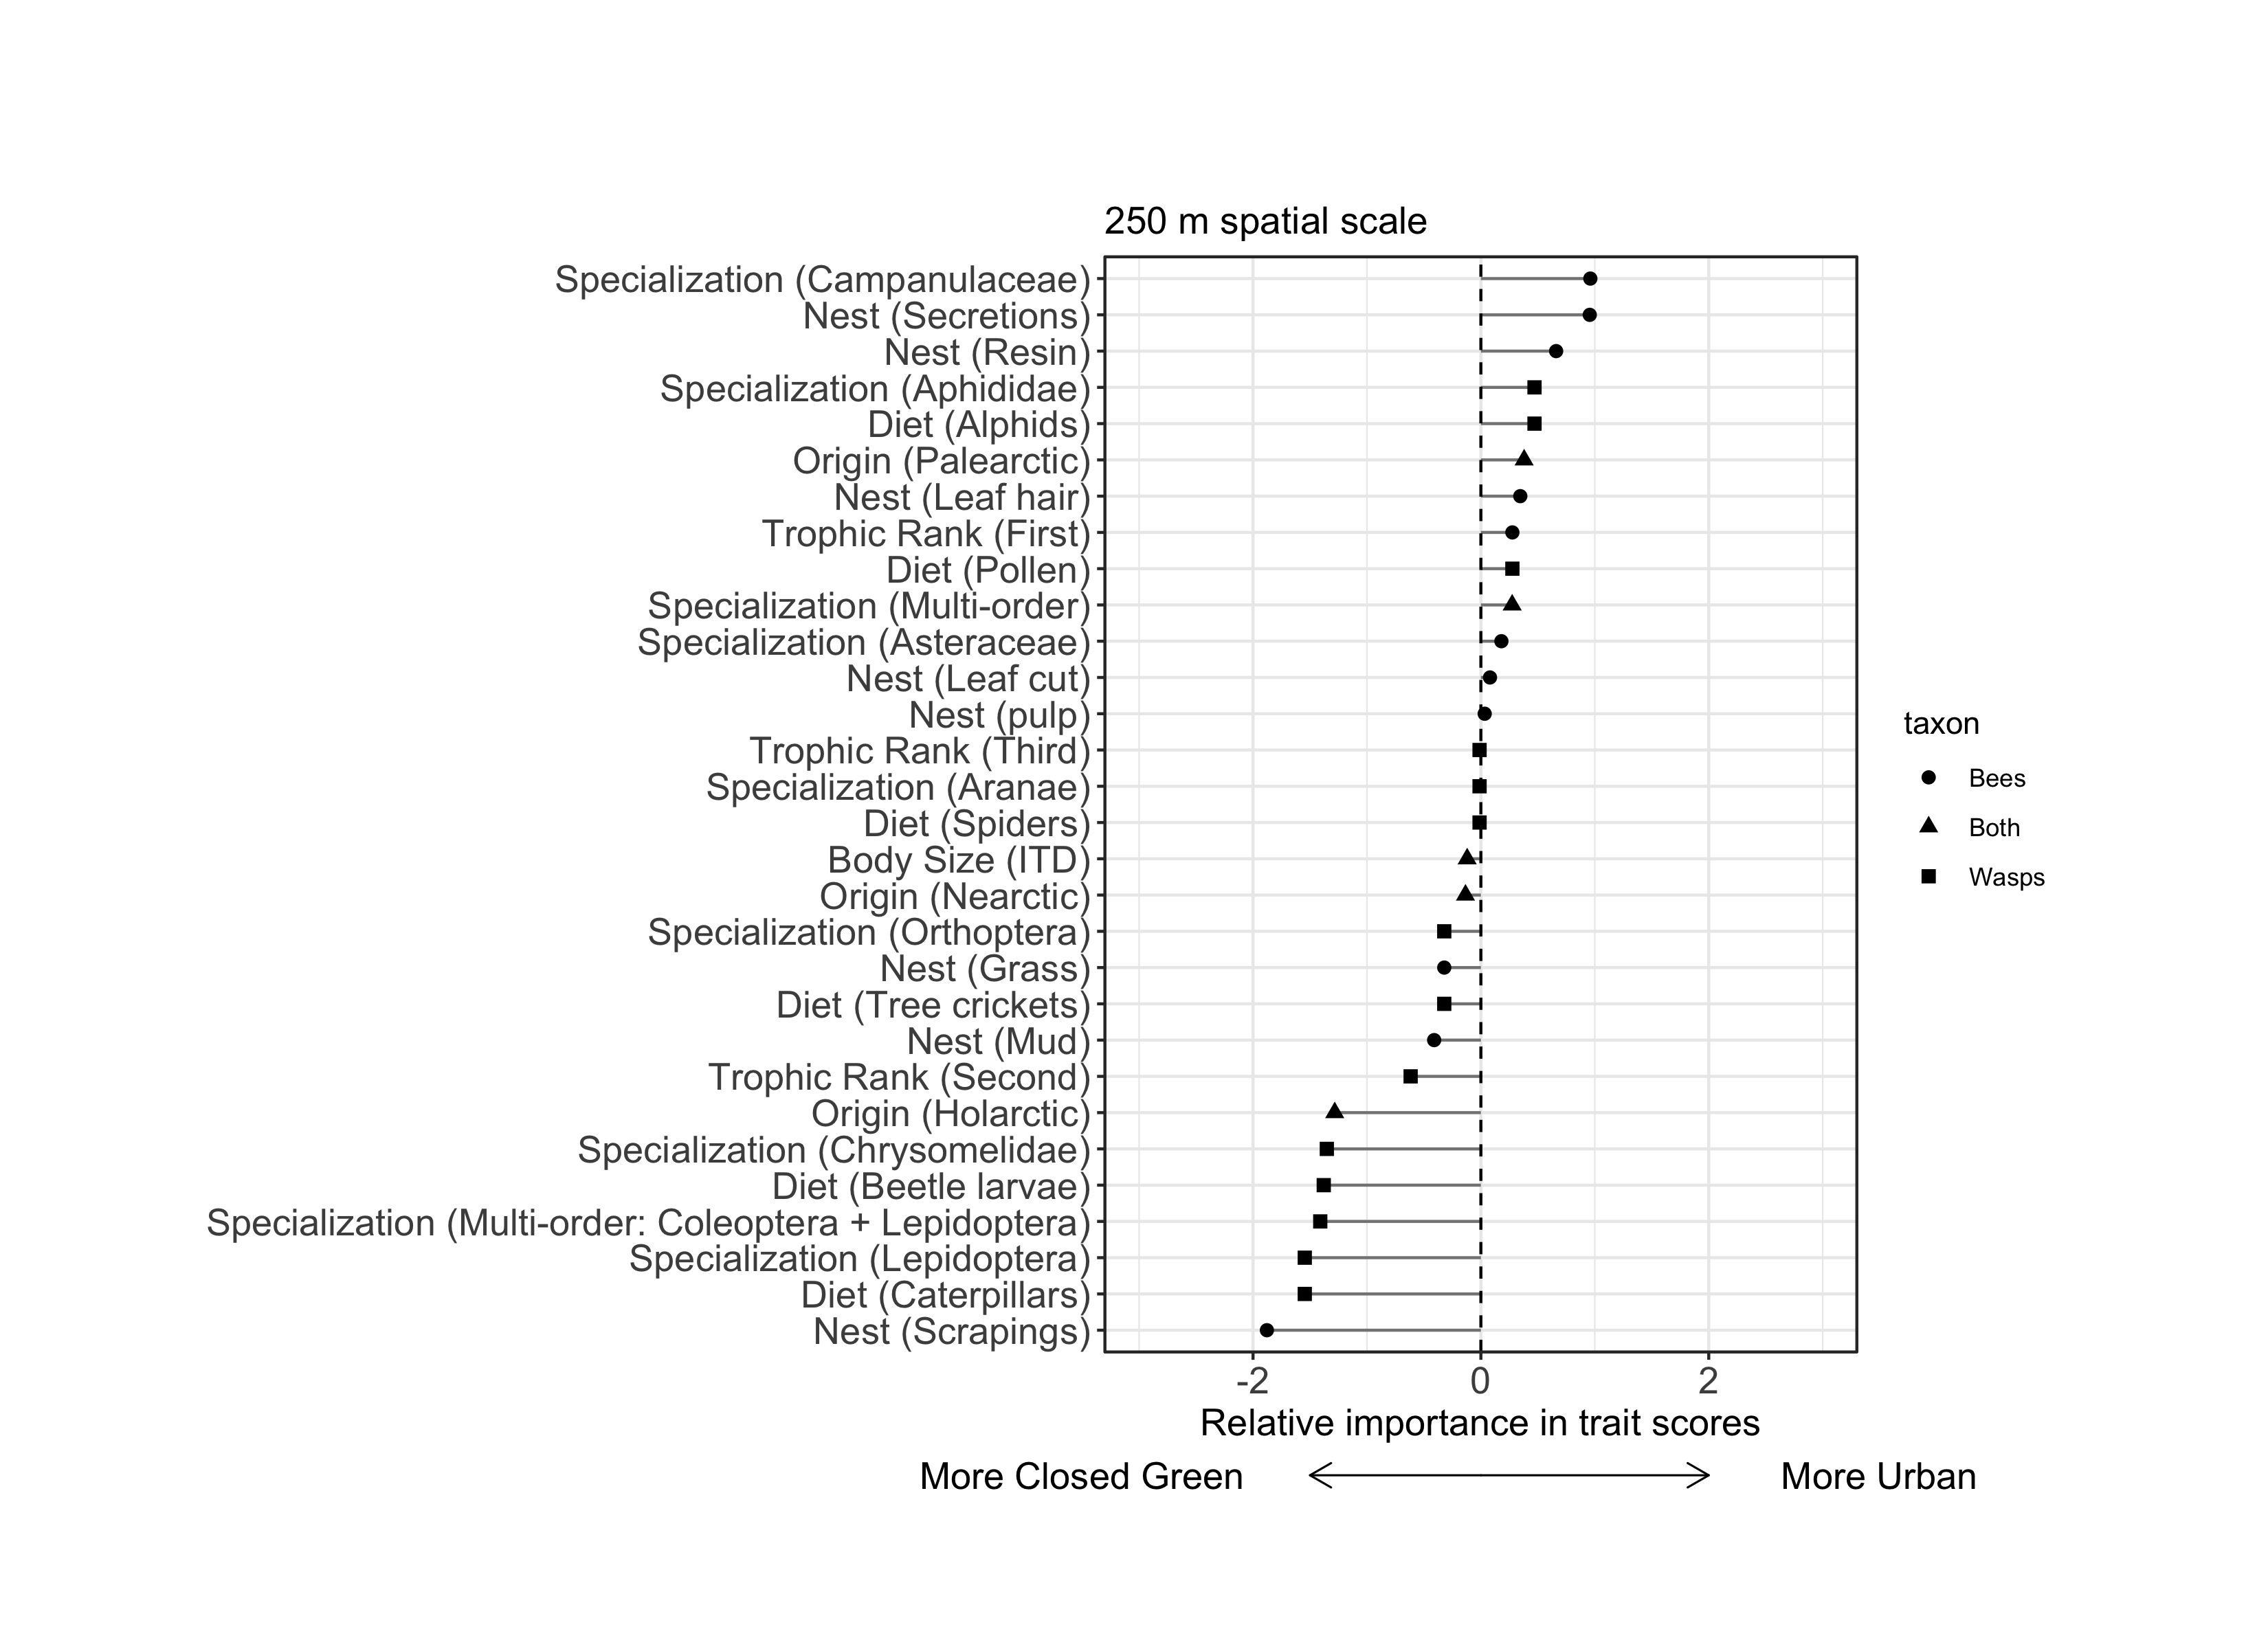 250 m spatial scale
Specialization (Campanulaceae)
Nest (Secretions)
Nest (Resin)
Specialization (Aphididae)
Diet (Alphids)
Origin (Palearctic)
Nest (Leaf hair)
Trophic Rank (First)
Diet (Pollen)
Specialization (Multi-order)
Specialization (Asteraceae)
Nest (Leaf cut)
Nest (pulp)
Trophic Rank (Third)
Specialization (Aranae)
Diet (Spiders)
Body Size (ITD)
Origin (Nearctic)
Specialization (Orthoptera)
Nest (Grass)
Diet (Tree crickets)
Nest (Mud)
Trophic Rank (Second)
Origin (Holarctic)
Specialization (Chrysomelidae)
Diet (Beetle larvae)
Specialization (Multi-order: Coleoptera + Lepidoptera)
Specialization (Lepidoptera)
Diet (Caterpillars)
Nest (Scrapings)
-2 0 2
Relative importance in trait scores
More Closed Green More Urban
taxon
Bees
Both
Wasps